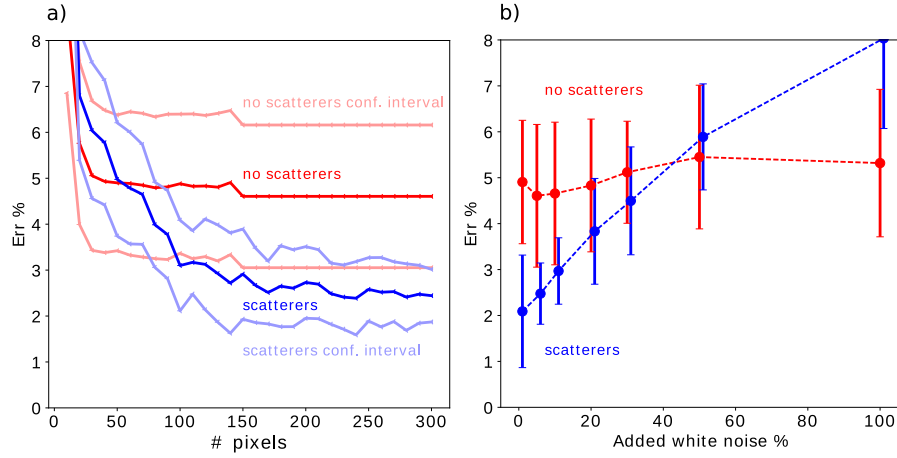 a)
8
7
6
5
4
3
2
1
0
Err %
no scatterers conf. interval
no scatterers
scatterers
scatterers conf. interval
0 50 100 150 200 250 300
# pixels
b)
8
7
6
5
4
3
2
1
0
Err %
no scatterers
scatterers
0 20 40 60 80 100
Added white noise %